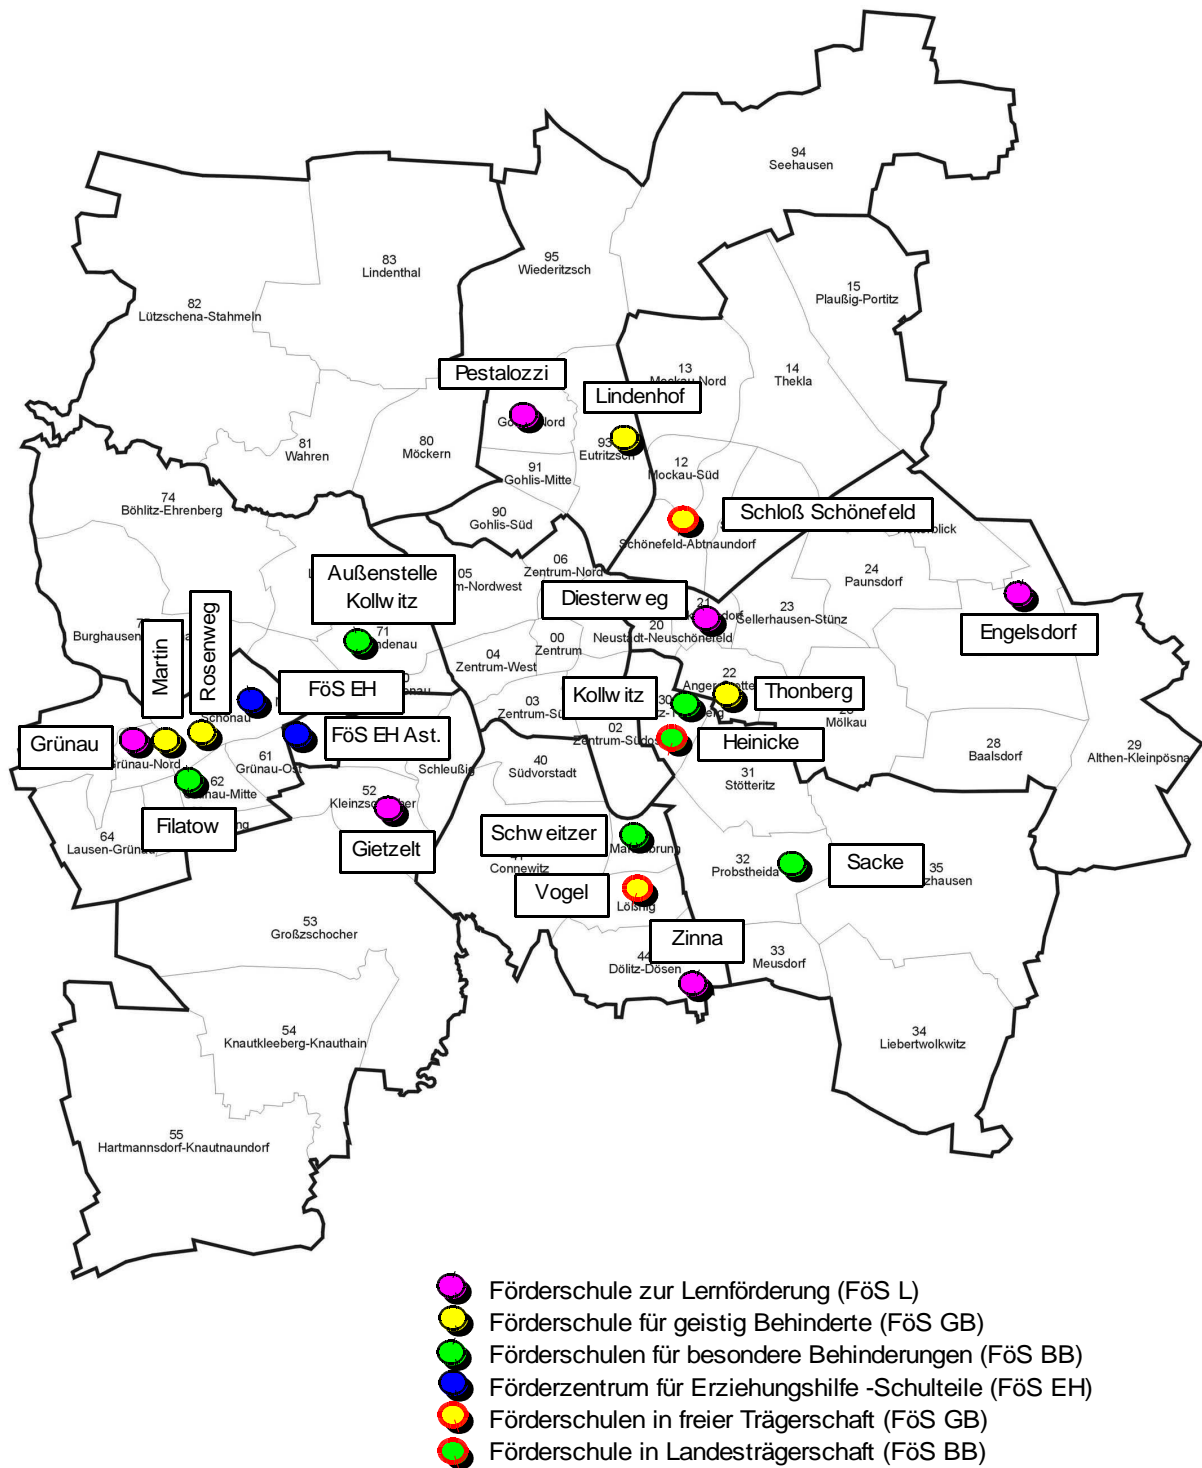 94
Seehausen
83
Lindenthal
95
Wiederitzsch
15
Plaußig-Portitz
82
Lützschena-Stahmeln
13
14
Thekla
Pestalozzi
Lindenhof
81
Wahren
80
Möckern
93
Eutritzsch
91
Gohlis-Mitte
12
Mockau-Süd
74
Böhlitz-Ehrenberg
90
Gohlis-Süd
Schloß Schönefeld
Schönefeld-Abtnaundorf
06
Zentrum-Nord
24
Paunsdorf
Außenstelle
Kollwitz
05
Diesterweg
21
23
Sellerhausen-Stünz
20
Neustadt-Neuschönefeld
Engelsdorf
Martin
Rosenweg
71
00
Zentrum
04
Zentrum-West
22
FöS EH
Kollwitz
Thonberg
03
30
Mölkau
Grünau
FöS EH Ast.
Schönau
02
Heinicke
28
Baalsdorf
29
Althen-Kleinpösna
Grünau-Nord
61
Grünau-Ost
Schleußig
40
Südvorstadt
31
Stötteritz
62
52
Filatow
Gietzelt
Schweitzer
64
Connewitz
32
Probstheida
Sacke
35
Vogel
Lößnig
53
Großzschocher
Zinna
44
Dölitz-Dösen
33
Meusdorf
54
Knautkleeberg-Knauthain
34
Liebertwolkwitz
55
Hartmannsdorf-Knautnaundorf
Förderschule zur Lernförderung (FöS L)
Förderschule für geistig Behinderte (FöS GB)
Förderschulen für besondere Behinderungen (FöS BB)
Förderzentrum für Erziehungshilfe -Schulteile (FöS EH)
Förderschulen in freier Trägerschaft (FöS GB)
Förderschule in Landesträgerschaft (FöS BB)